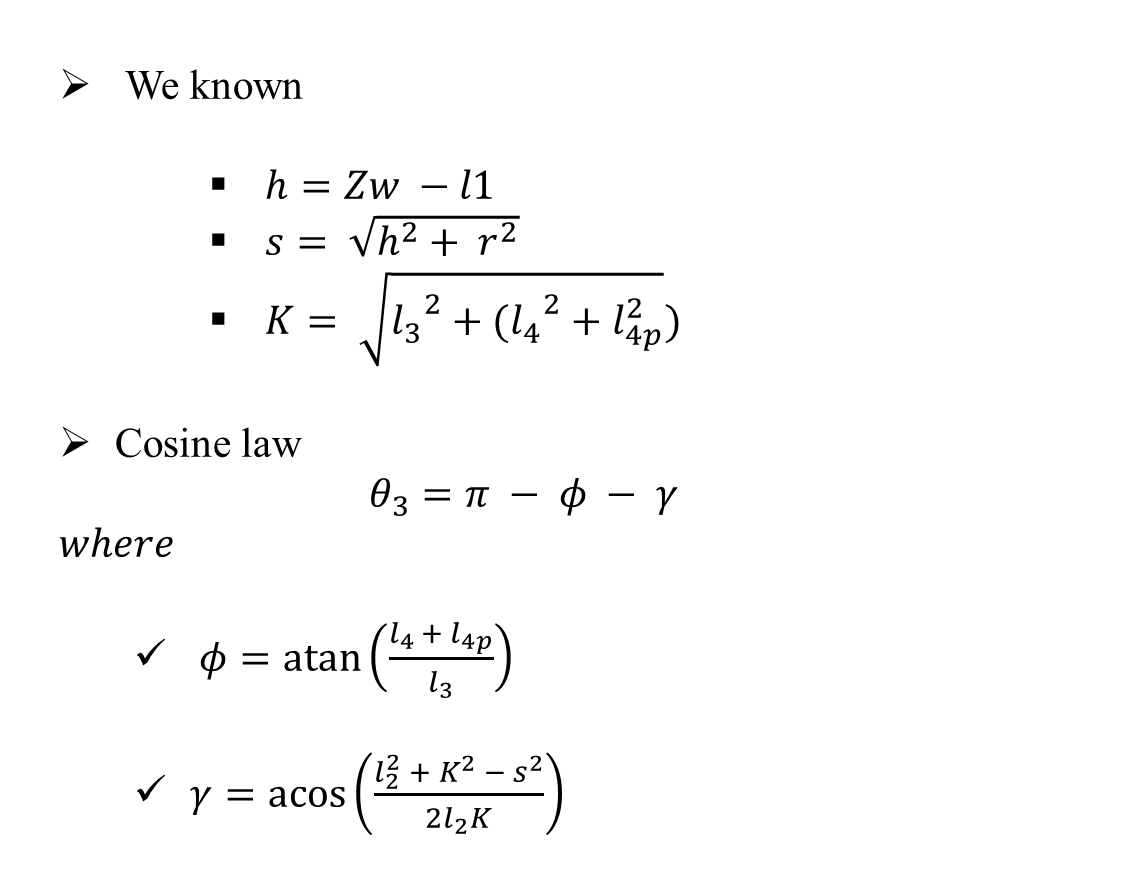 ➢ We known
▪ h = Zw − l1
▪ s = √(h² + r²)
▪ K = √(l₃² + (l₄² + l₄ₚ²)
➢ Cosine law
θ₃ = π − ϕ − γ
where
✓ ϕ = atan((l₄ + l₄ₚ)/l₃)
✓ γ = acos((l₂² + K² − s²)/(2l₂K))